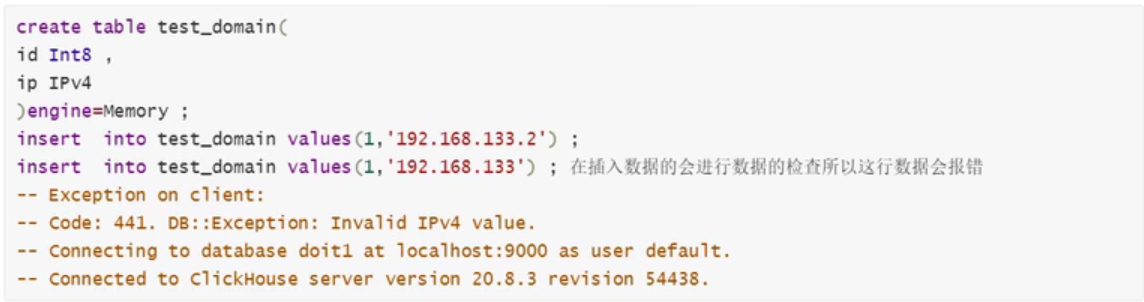 create table test_domain(
id Int8 ,
ip IPv4
)engine=Memory ;
insert  into test_domain values(1,'192.168.133.2') ;
insert  into test_domain values(1,'192.168.133') ; 在插入数据的会进行数据的检查所以这行数据会报错
-- Exception on client:
-- Code: 441. DB::Exception: Invalid IPv4 value.
-- Connecting to database doit1 at localhost:9000 as user default.
-- Connected to ClickHouse server version 20.8.3 revision 54438.